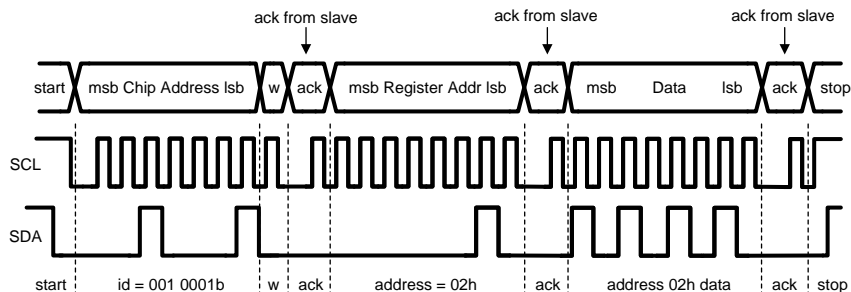 ack from slave ack from slave ack from slave
start msb Chip Address lsb w ack msb Register Addr lsb ack msb Data lsb ack stop
SCL
SDA
start id = 001 0001b w ack address = 02h ack address 02h data ack stop